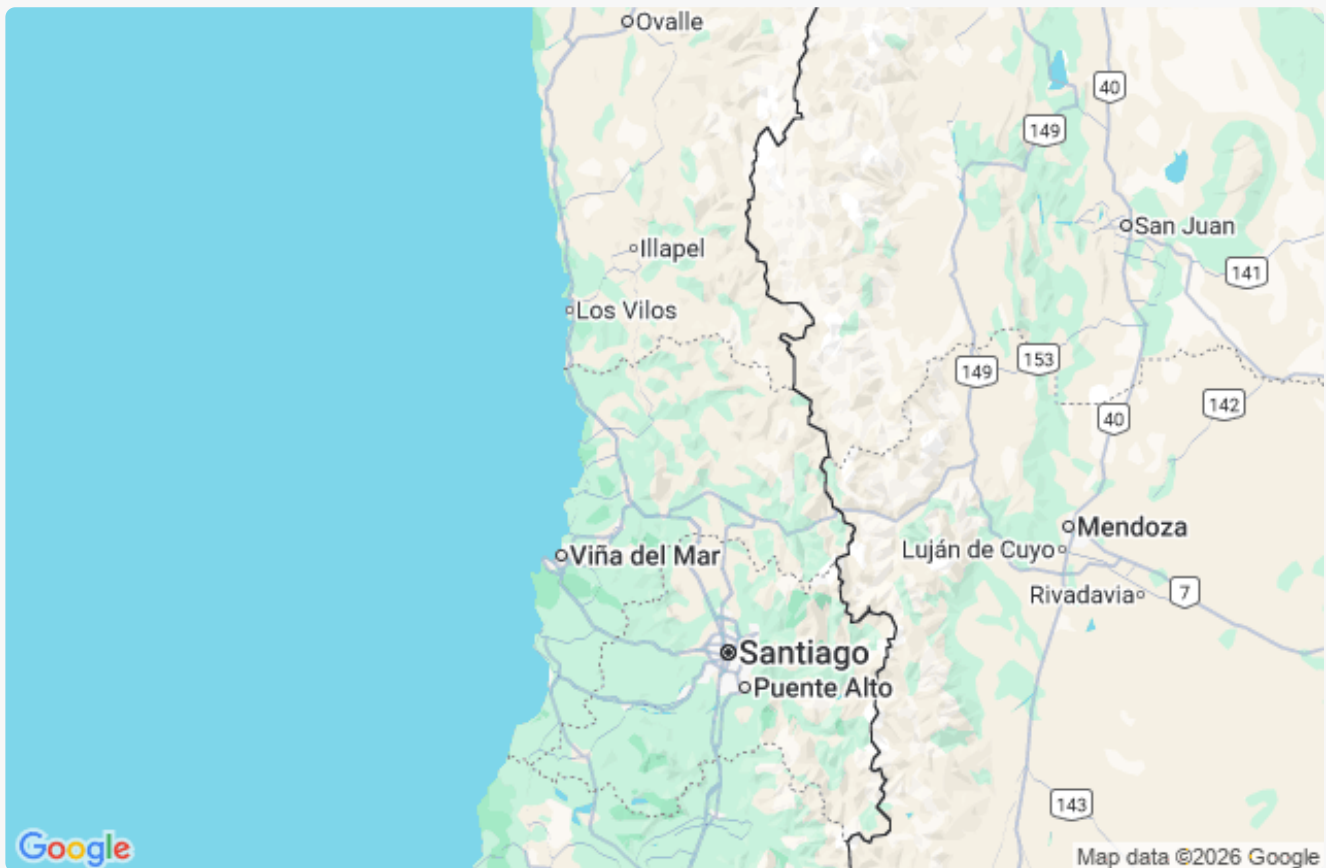 Ovalle
40
149
San Juan
Illapel
141
Los Vilos
153
149
142
40
Mendoza
Luján de Cuyo
Viña del Mar
Rivadavia
7
Santiago
Puente Alto
143
Google
Map data ©2026 Google